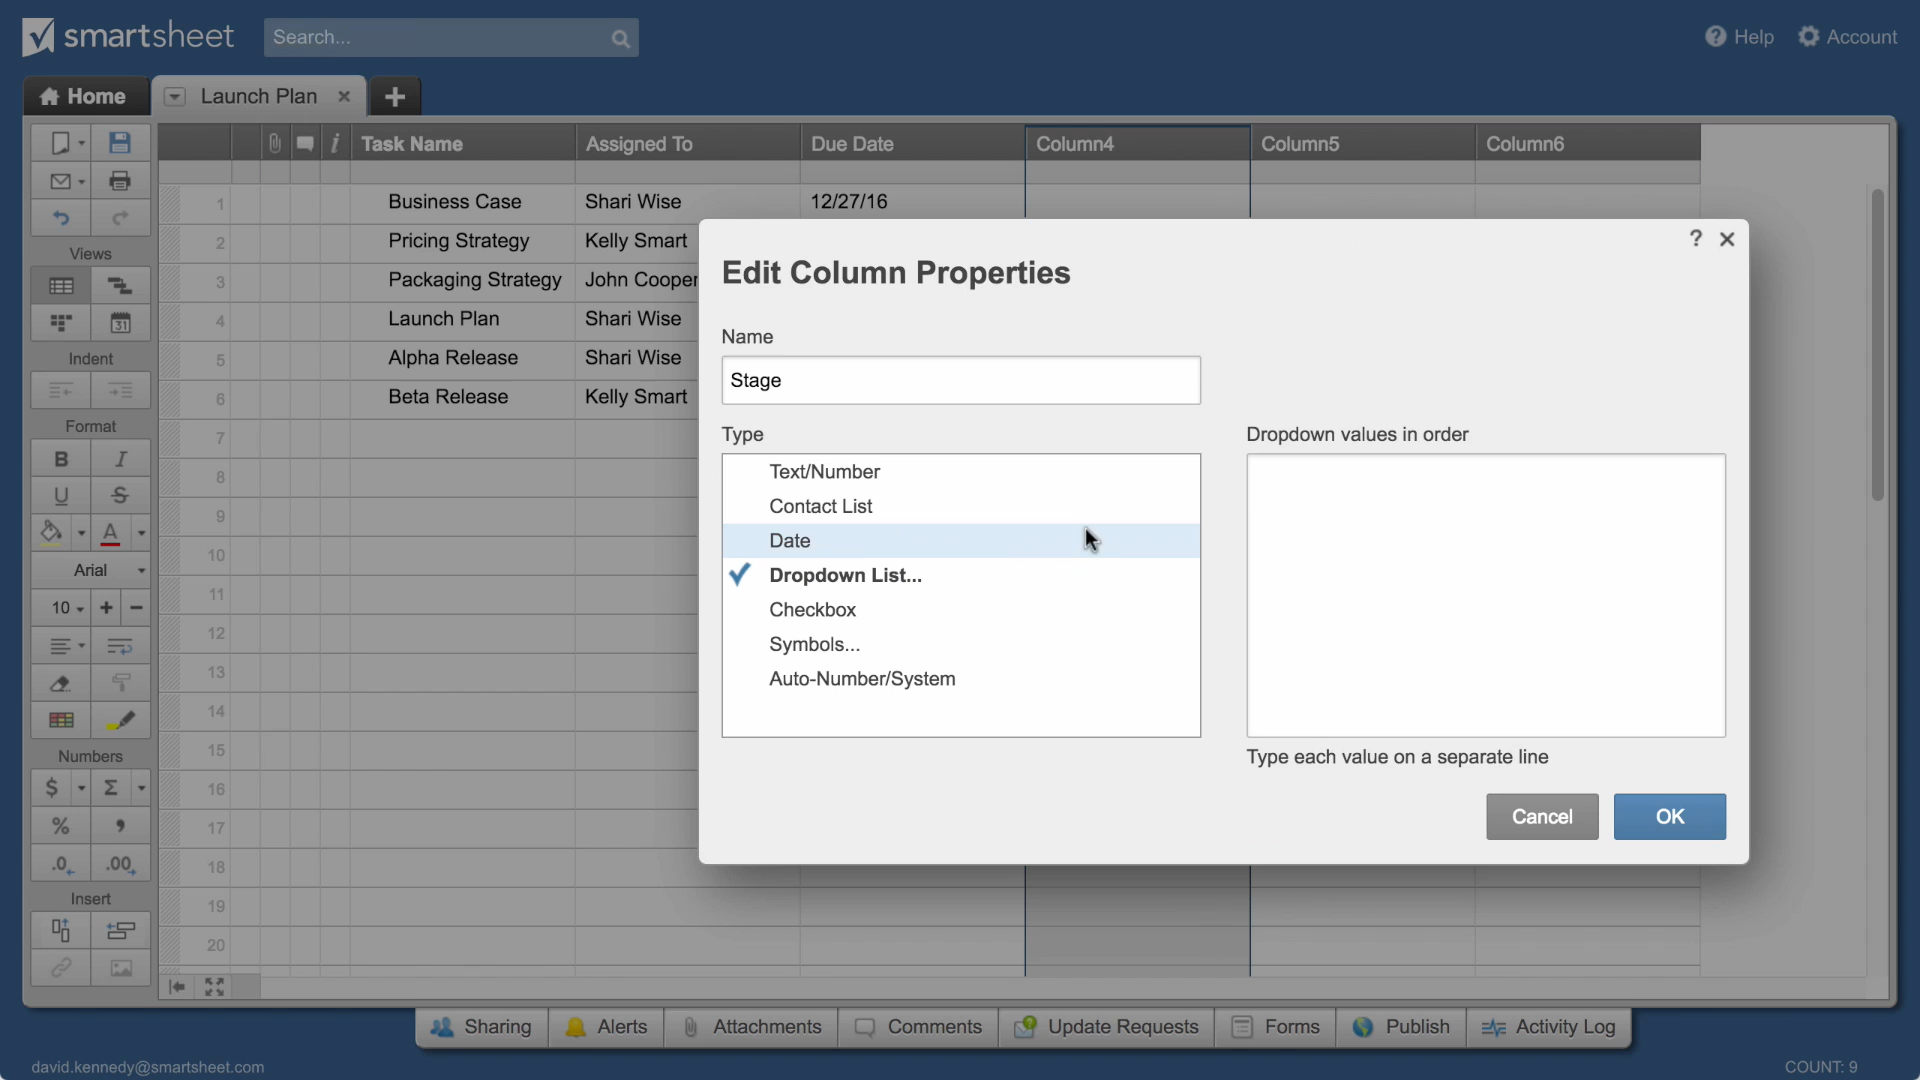 smartsheet
Search...
Help
Account
Home
Launch Plan
Task Name
Assigned To
Due Date
Column4
Column5
Column6
1
Business Case
Shari Wise
12/27/16
2
Pricing Strategy
Kelly Smart
3
Packaging Strategy
John Cooper
4
Launch Plan
Shari Wise
5
Alpha Release
Shari Wise
6
Beta Release
Kelly Smart
7
8
9
10
11
12
13
14
15
16
17
18
19
20
Views
31
Indent
Format
B
I
U
S
A
Arial
10
Numbers
$
Σ
%
,
.0
.00
Insert
? 
Edit Column Properties
Name
Stage
Type
Text/Number
Contact List
Date
Dropdown List...
Checkbox
Symbols...
Auto-Number/System
Dropdown values in order
Type each value on a separate line
Cancel
OK
Sharing
Alerts
Attachments
Comments
Update Requests
Forms
Publish
Activity Log
david.kennedy@smartsheet.com
COUNT: 9